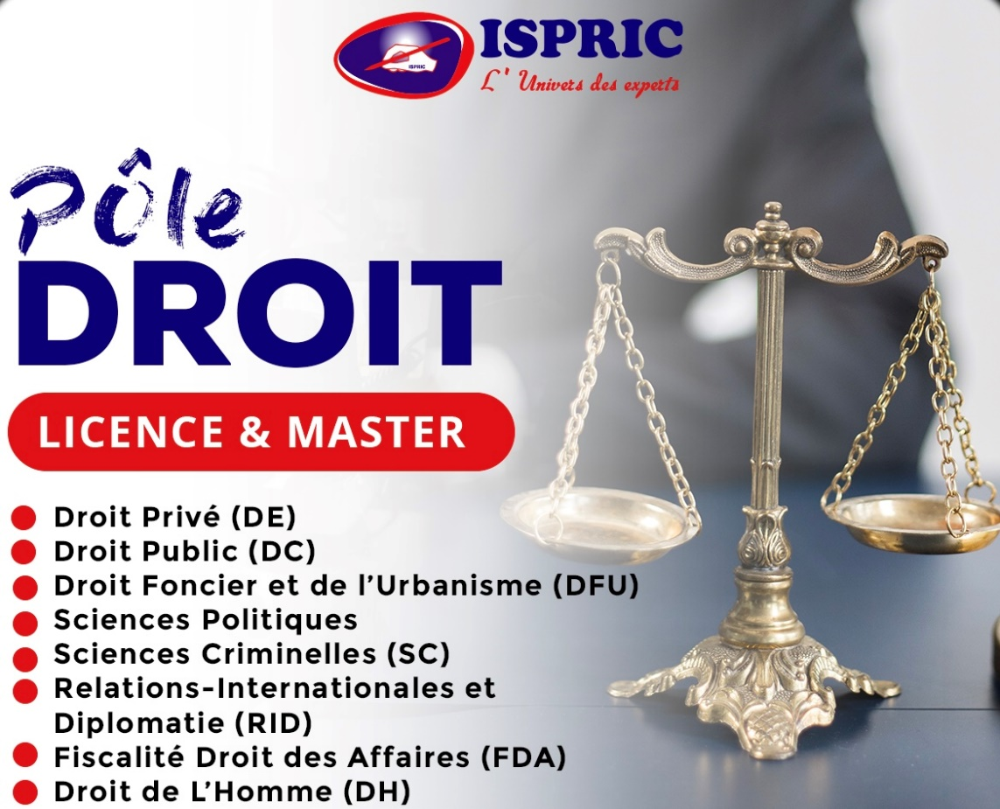 ISPRIC
ISPRIC
L' Univers des experts
Pôle
DROIT
LICENCE & MASTER
Droit Privé (DE)
Droit Public (DC)
Droit Foncier et de l'Urbanisme (DFU)
Sciences Politiques
Sciences Criminelles (SC)
Relations-Internationales et
Diplomatie (RID)
Fiscalité Droit des Affaires (FDA)
Droit de L'Homme (DH)